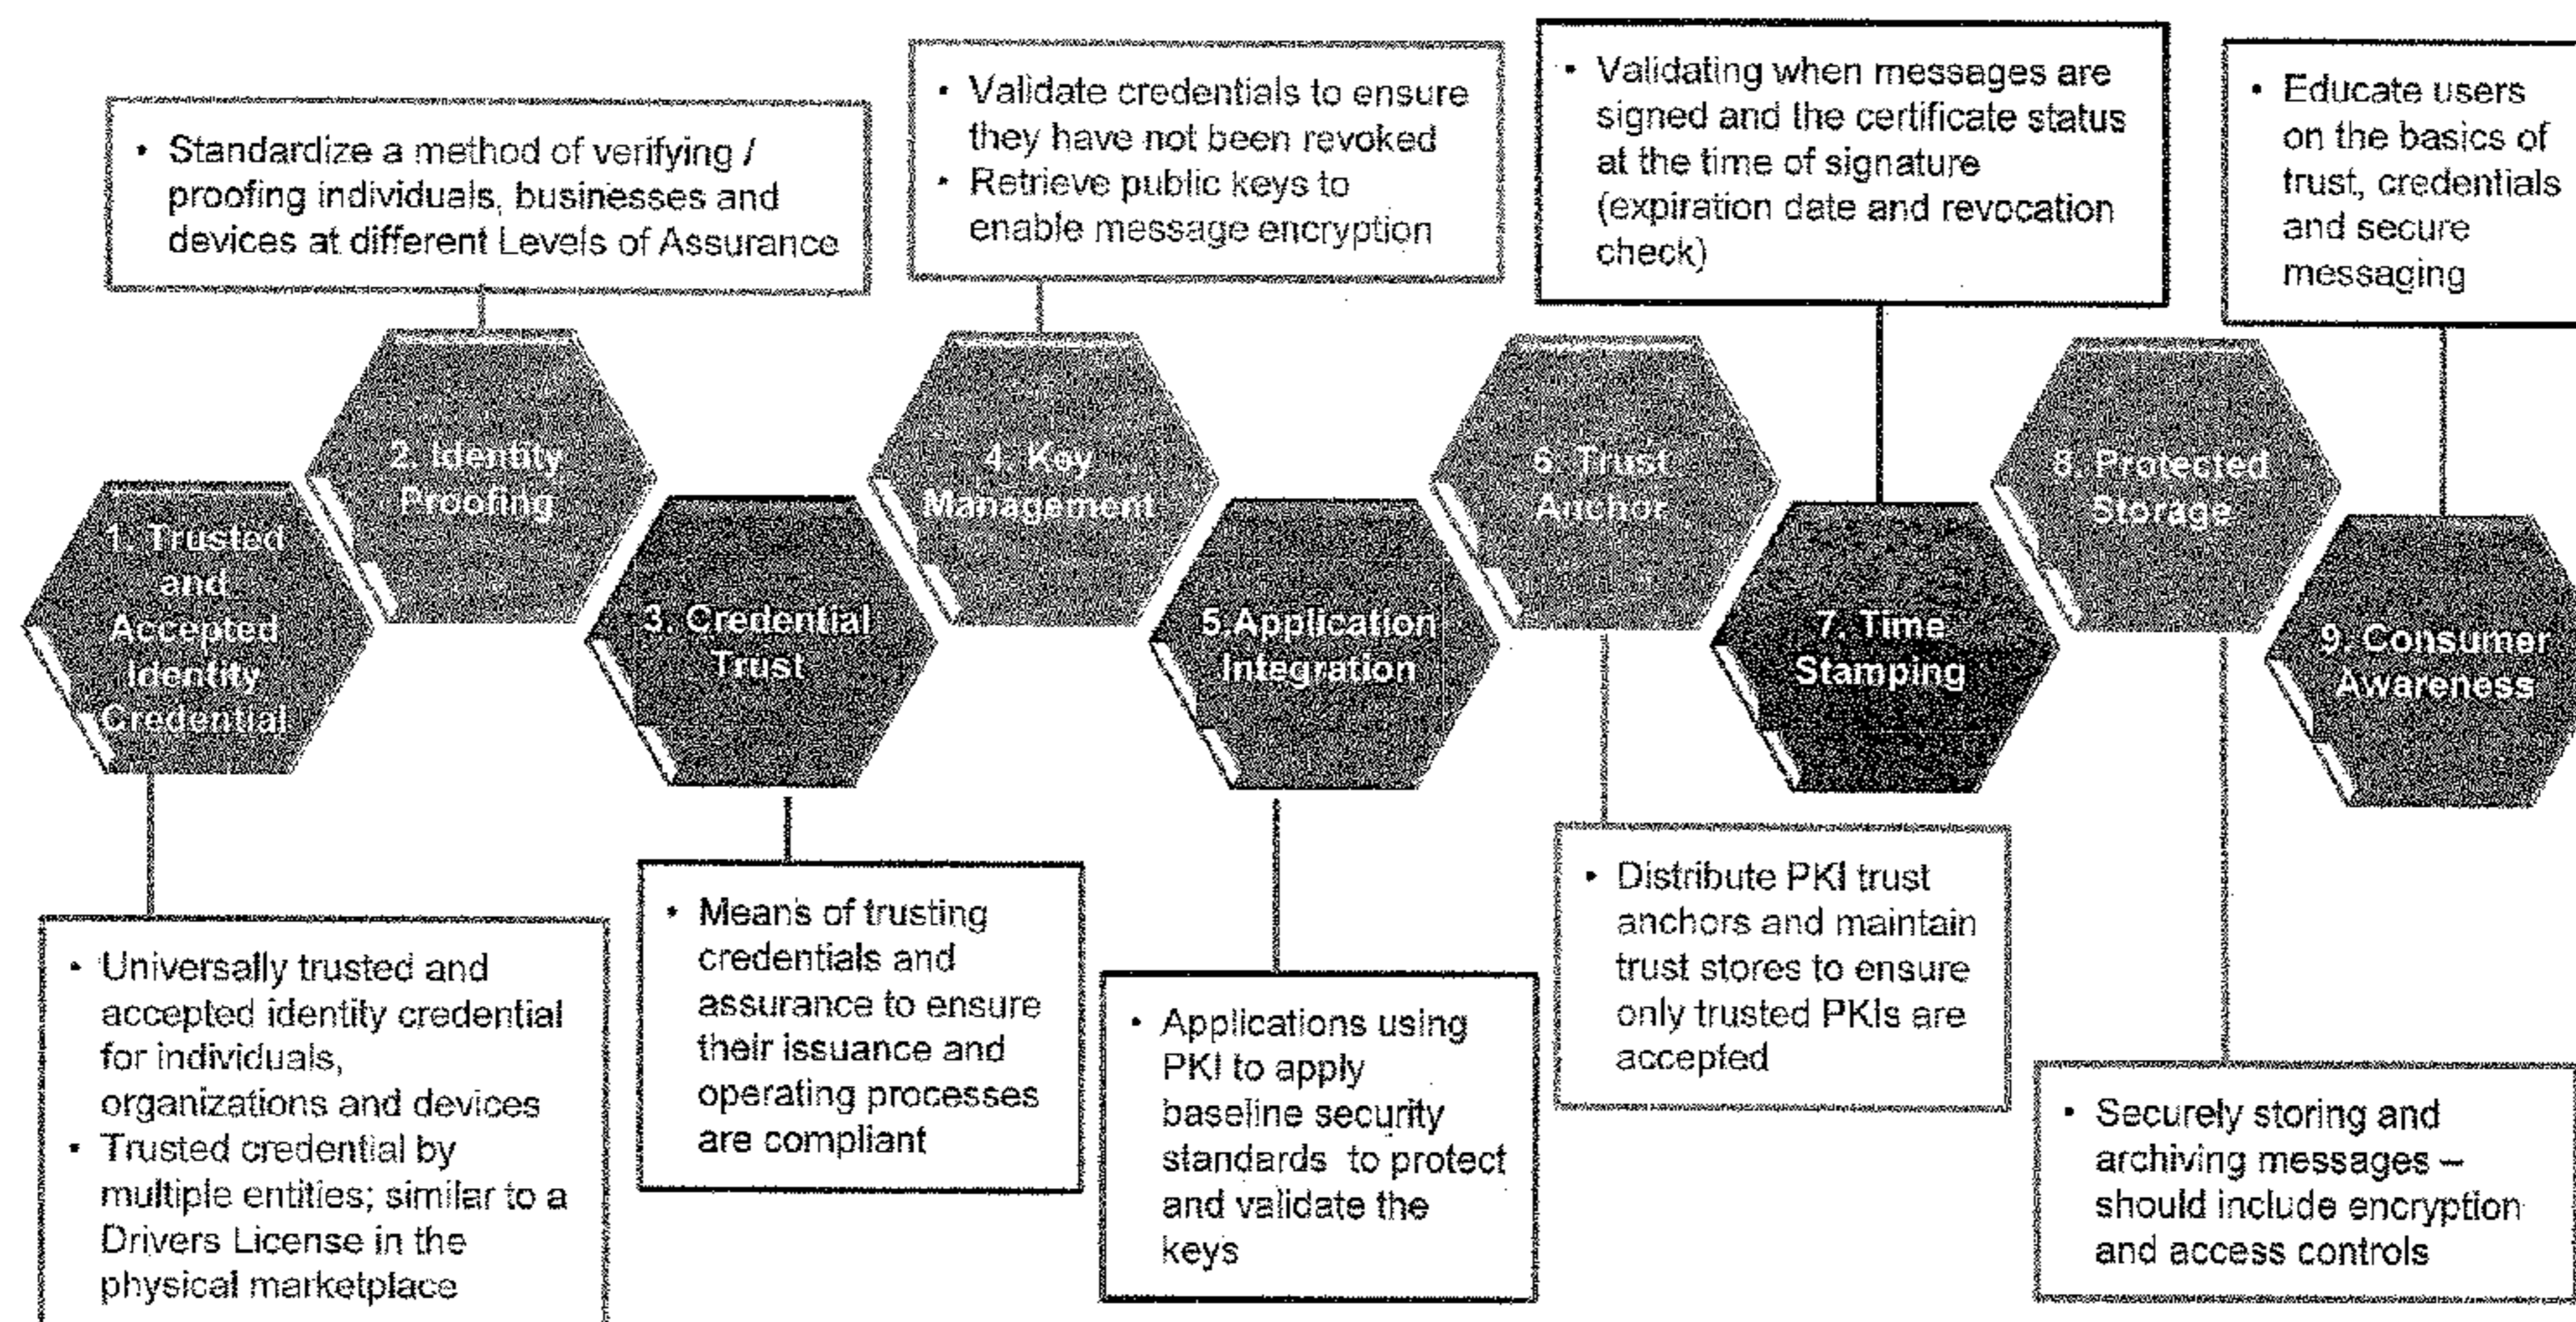 • Standardize a method of verifying /
proofing individuals, businesses and
devices at different Levels of Assurance
• Validate credentials to ensure
they have not been revoked
• Retrieve public keys to
enable message encryption
• Validating when messages are
signed and the certificate status
at the time of signature
(expiration date and revocation
check)
• Educate users
on the basics of
trust, credentials
and secure
messaging
1. Trusted
and
Accepted
Identity
Credential
2. Identity
Proofing
3. Credential
Trust
4. Key
Management
5.Application
Integration
6. Trust
Anchor
7. Time
Stamping
8. Protected
Storage
9. Consumer
Awareness
• Universally trusted and
accepted identity credential
for individuals,
organizations and devices
• Trusted credential by
multiple entities; similar to a
Drivers License in the
physical marketplace
• Means of trusting
credentials and
assurance to ensure
their issuance and
operating processes
are compliant
• Applications using
PKI to apply
baseline security
standards to protect
and validate the
keys
• Distribute PKI trust
anchors and maintain
trust stores to ensure
only trusted PKIs are
accepted
• Securely storing and
archiving messages –
should include encryption
and access controls